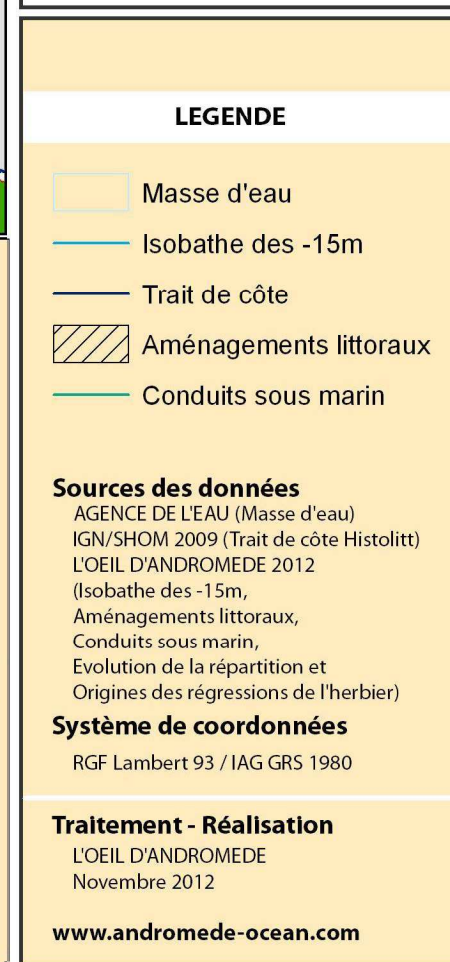 LEGENDE
Masse d'eau
Isobathe des -15m
Trait de côte
Aménagements littoraux
Conduits sous marin
Sources des données
AGENCE DE L'EAU (Masse d'eau)
IGN/SHOM 2009 (Trait de côte Histolitt)
L'OEIL D'ANDROMEDE 2012
(Isobathe des -15m,
Aménagements littoraux,
Conduits sous marin,
Evolution de la répartition et
Origines des régressions de l'herbier)
Système de coordonnées
RGF Lambert 93 / IAG GRS 1980
Traitement - Réalisation
L'OEIL D'ANDROMEDE
Novembre 2012
www.andromede-ocean.com